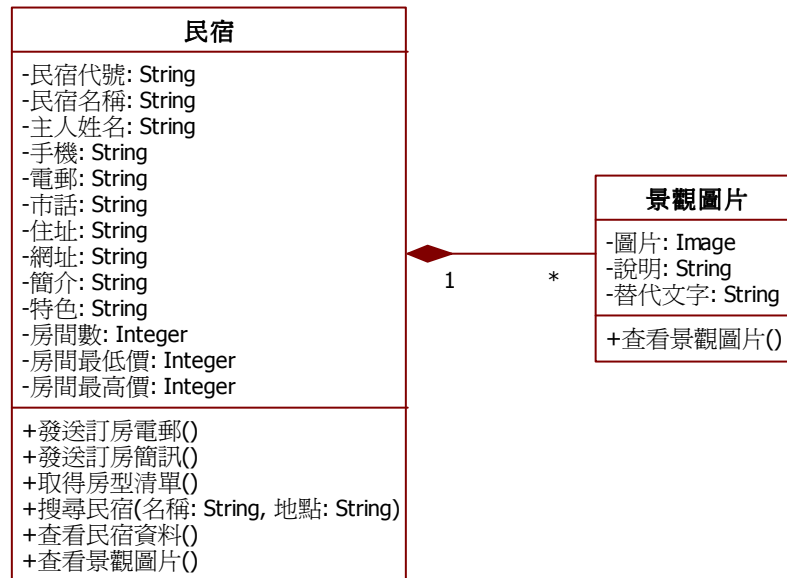 民宿
-民宿代號: String
-民宿名稱: String
-主人姓名: String
-手機: String
-電郵: String
-市話: String
-住址: String
-網址: String
-簡介: String
-特色: String
-房間數: Integer
-房間最低價: Integer
-房間最高價: Integer
+發送訂房電郵()
+發送訂房簡訊()
+取得房型清單()
+搜尋民宿(名稱: String, 地點: String)
+查看民宿資料()
+查看景觀圖片()
1
*
景觀圖片
-圖片: Image
-說明: String
-替代文字: String
+查看景觀圖片()